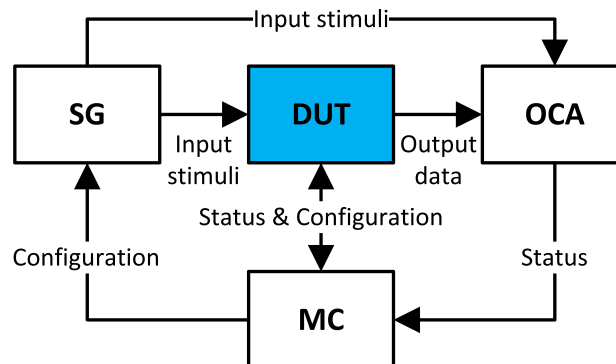 Input stimuli
SG
DUT
OCA
Input
stimuli
Output
data
Status & Configuration
Configuration
Status
MC